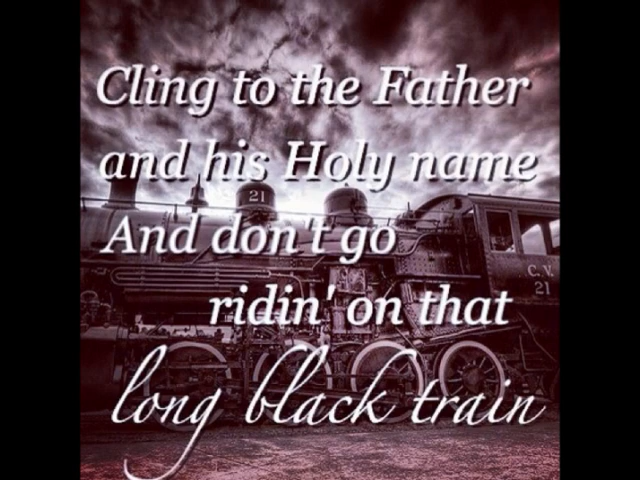 Cling to the Father
and his Holy name
And don't go
ridin' on that
long black train
21
C. V.
21